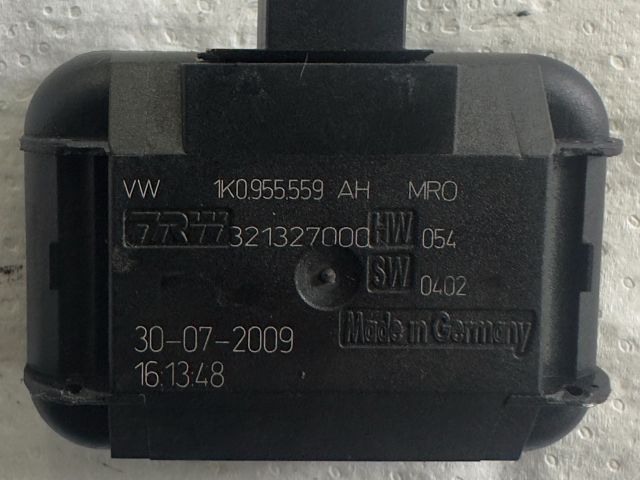 VW 1K0.955.559 AH MRO
TRW 321327000 HW 054
SW 0402
Made in Germany
30-07-2009
16:13:48